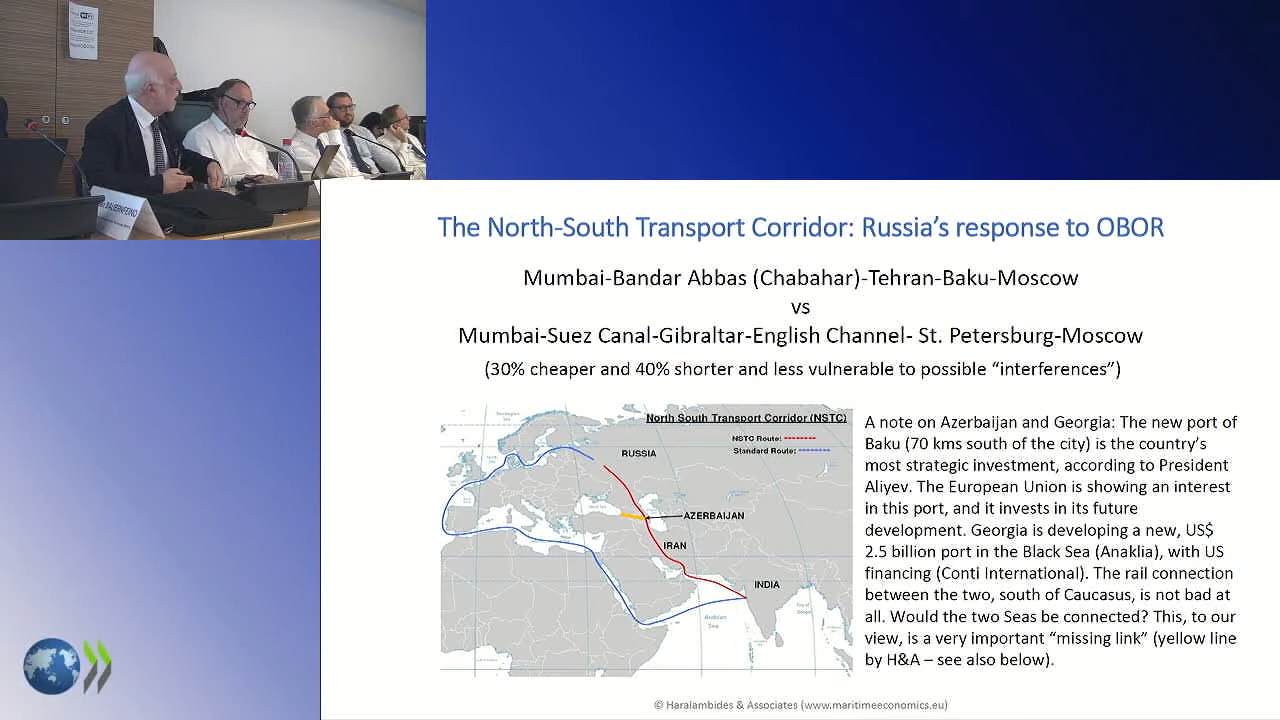 WiFi
BAUERNFEIND
The North-South Transport Corridor: Russia's response to OBOR
Mumbai-Bandar Abbas (Chabahar)-Tehran-Baku-Moscow
vs
Mumbai-Suez Canal-Gibraltar-English Channel- St. Petersburg-Moscow
(30% cheaper and 40% shorter and less vulnerable to possible “interferences”)
North South Transport Corridor (NSTC)
NSTC Route:
Standard Route:
RUSSIA
AZERBAIJAN
IRAN
INDIA
Arabian
Sea
A note on Azerbaijan and Georgia: The new port of
Baku (70 kms south of the city) is the country's
most strategic investment, according to President
Aliyev. The European Union is showing an interest
in this port, and it invests in its future
development. Georgia is developing a new, US$
2.5 billion port in the Black Sea (Anaklia), with US
financing (Conti International). The rail connection
between the two, south of Caucasus, is not bad at
all. Would the two Seas be connected? This, to our
view, is a very important “missing link” (yellow line
by H&A – see also below).
© Haralambides & Associates (www.maritimeeconomics.eu)